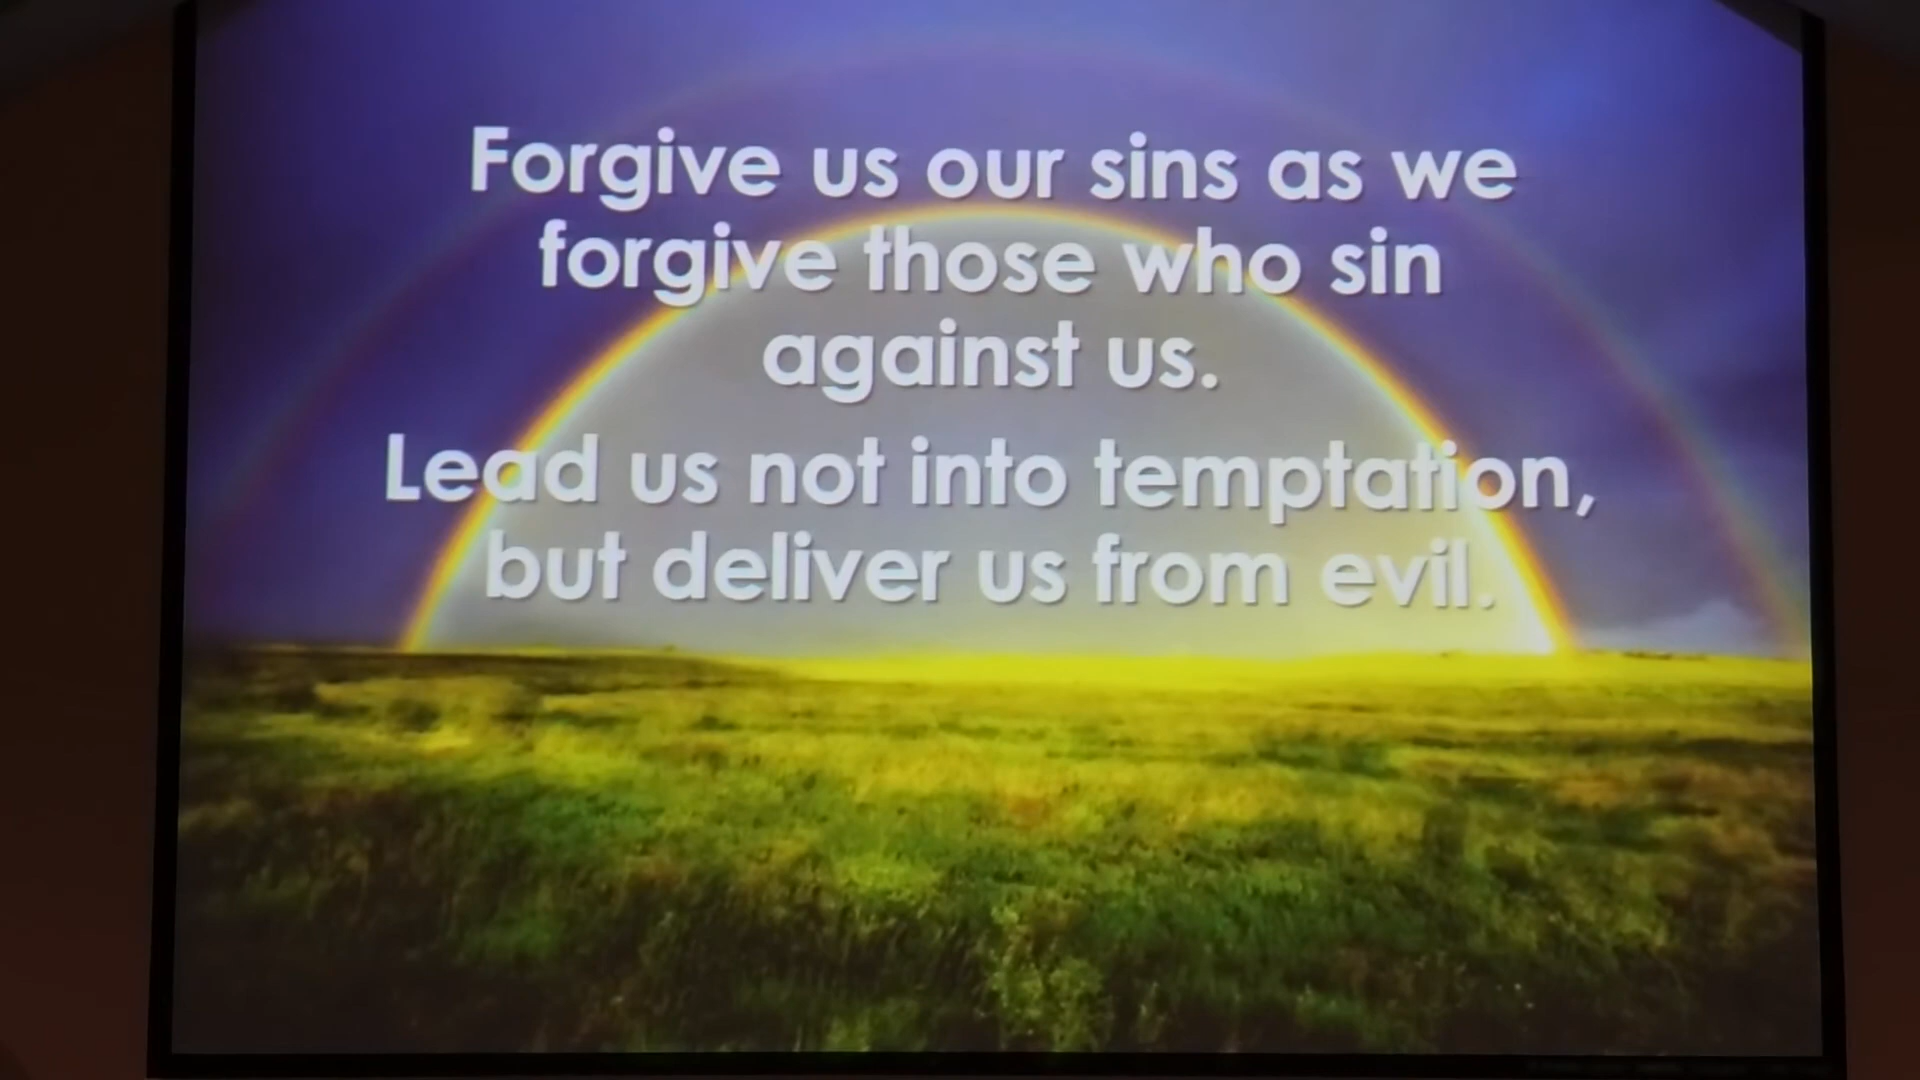 Forgive us our sins as we
forgive those who sin
against us.
Lead us not into temptation,
but deliver us from evil.